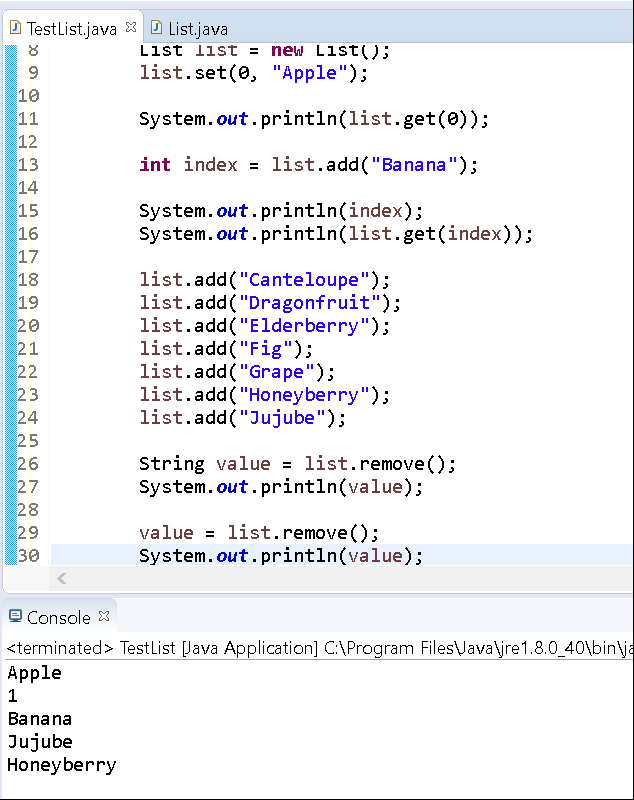 TestList.java List.java
8 List list = new List();
9 list.set(0, "Apple");
10
11 System.out.println(list.get(0));
12
13 int index = list.add("Banana");
14
15 System.out.println(index);
16 System.out.println(list.get(index));
17
18 list.add("Canteloupe");
19 list.add("Dragonfruit");
20 list.add("Elderberry");
21 list.add("Fig");
22 list.add("Grape");
23 list.add("Honeyberry");
24 list.add("Jujube");
25
26 String value = list.remove();
27 System.out.println(value);
28
29 value = list.remove();
30 System.out.println(value);
Console
<terminated> TestList [Java Application] C:\Program Files\Java\jre1.8.0_40\bin\ja
Apple
1
Banana
Jujube
Honeyberry